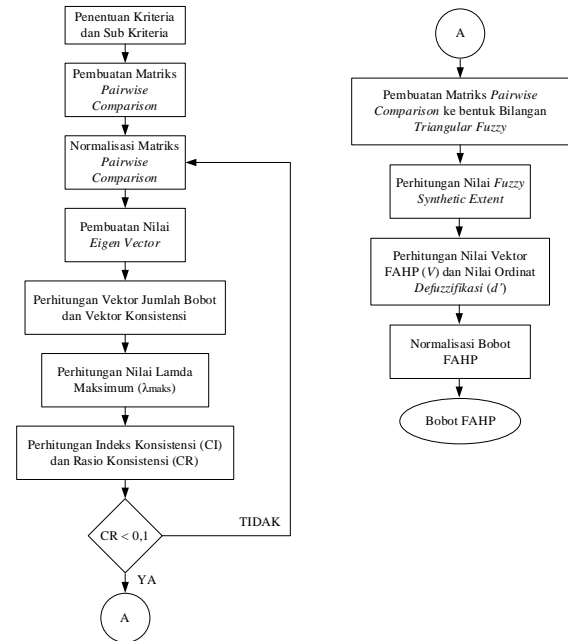 Penentuan Kriteria
dan Sub Kriteria
Pembuatan Matriks
Pairwise
Comparison
Normalisasi Matriks
Pairwise
Comparison
Pembuatan Nilai
Eigen Vector
Perhitungan Vektor Jumlah Bobot
dan Vektor Konsistensi
Perhitungan Nilai Lamda
Maksimum (λmaks)
Perhitungan Indeks Konsistensi (CI)
dan Rasio Konsistensi (CR)
CR < 0,1
TIDAK
YA
A
A
Pembuatan Matriks Pairwise
Comparison ke bentuk Bilangan
Triangular Fuzzy
Perhitungan Nilai Fuzzy
Synthetic Extent
Perhitungan Nilai Vektor
FAHP (V) dan Nilai Ordinat
Defuzzifikasi (d')
Normalisasi Bobot
FAHP
Bobot FAHP